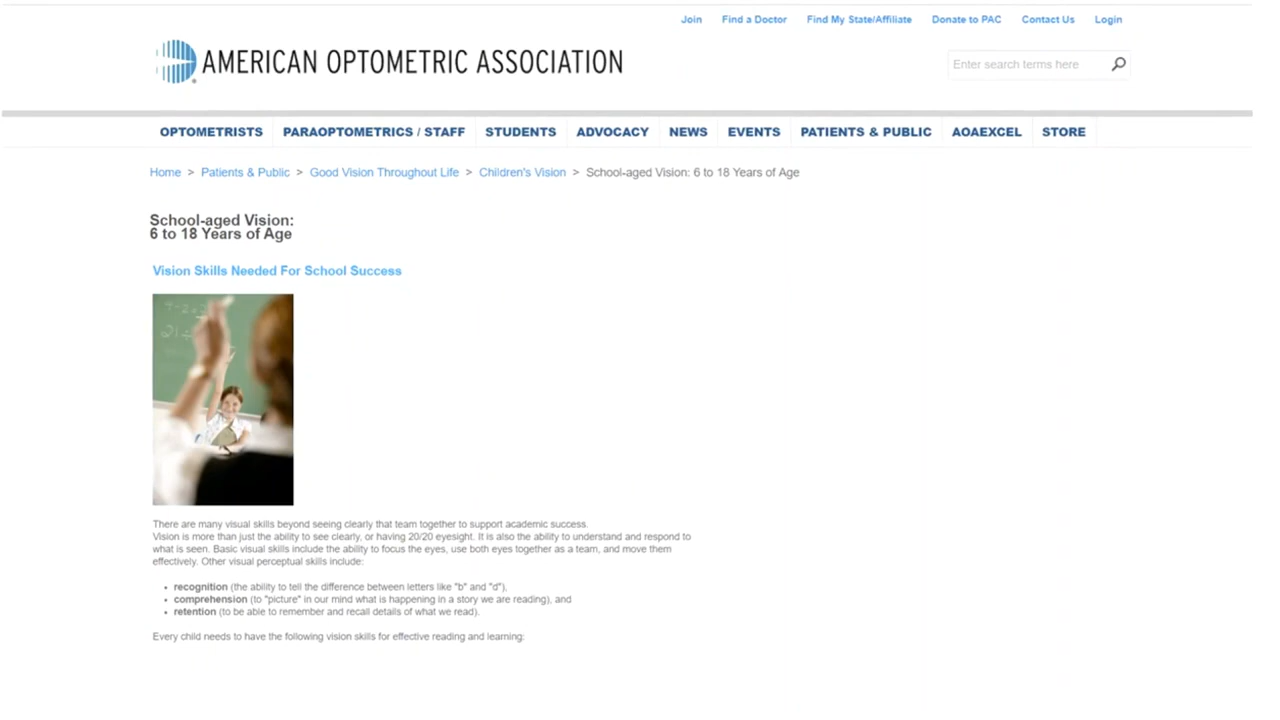 Join Find a Doctor Find My State/Affiliate Donate to PAC Contact Us Login
AMERICAN OPTOMETRIC ASSOCIATION
Enter search terms here
OPTOMETRISTS PARAOPTOMETRICS / STAFF STUDENTS ADVOCACY NEWS EVENTS PATIENTS & PUBLIC AOAEXCEL STORE
Home > Patients & Public > Good Vision Throughout Life > Children's Vision > School-aged Vision: 6 to 18 Years of Age
School-aged Vision:
6 to 18 Years of Age
Vision Skills Needed For School Success
There are many visual skills beyond seeing clearly that team together to support academic success.
Vision is more than just the ability to see clearly, or having 20/20 eyesight. It is also the ability to understand and respond to
what is seen. Basic visual skills include the ability to focus the eyes, use both eyes together as a team, and move them
effectively. Other visual perceptual skills include:
• recognition (the ability to tell the difference between letters like "b" and "d"),
• comprehension (to "picture" in our mind what is happening in a story we are reading), and
• retention (to be able to remember and recall details of what we read).
Every child needs to have the following vision skills for effective reading and learning: